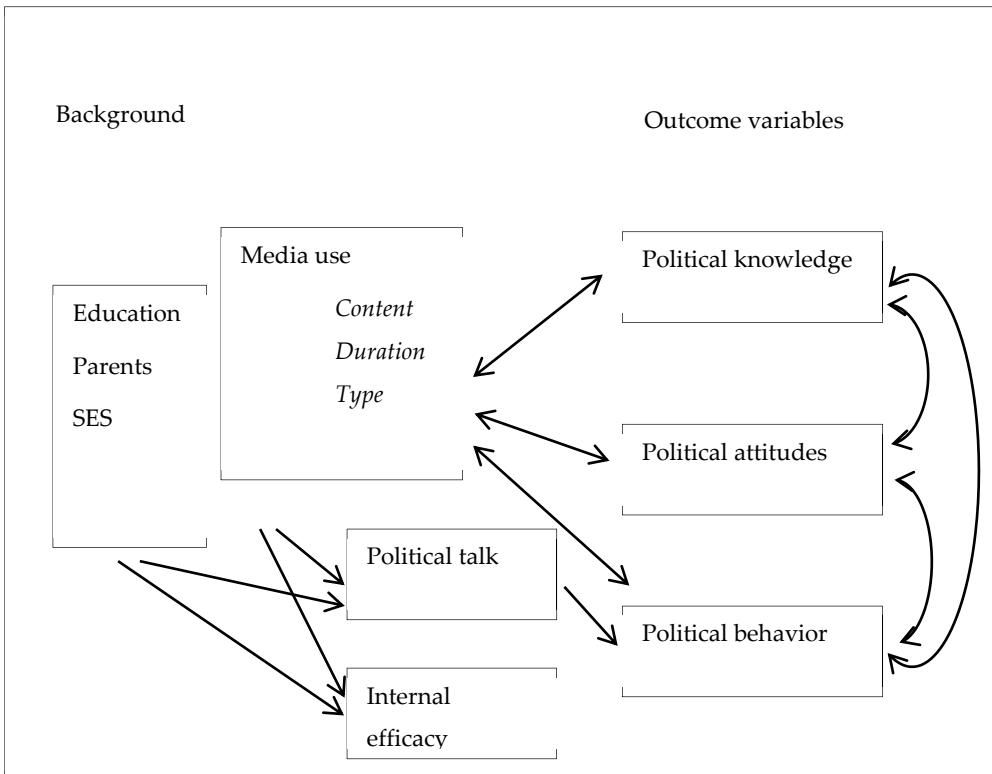 Background
Outcome variables
Education
Parents
SES
Media use
Content
Duration
Type
Political talk
Internal
efficacy
Political knowledge
Political attitudes
Political behavior